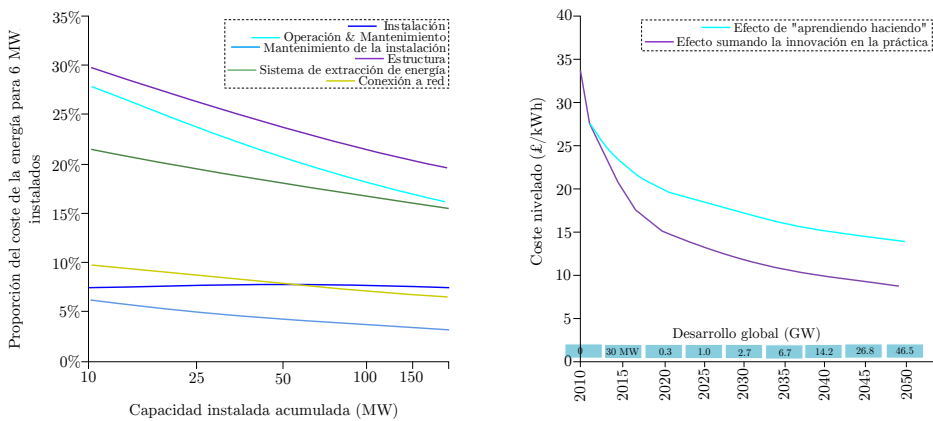 Proporción del coste de la energía para 6 MW
instalados
35%
30%
25%
20%
15%
10%
5%
0%
Instalación
Operación & Mantenimiento
Mantenimiento de la instalación
Estructura
Sistema de extracción de energía
Conexión a red
10 25 50 100 150
Capacidad instalada acumulada (MW)
Coste nivelado (£/kWh)
40
35
30
25
20
15
10
5
0
Efecto de "aprendiendo haciendo"
Efecto sumando la innovación en la práctica
Desarrollo global (GW)
0 30 MW 0.3 1.0 2.7 6.7 14.2 26.8 46.5
2010 2015 2020 2025 2030 2035 2040 2045 2050